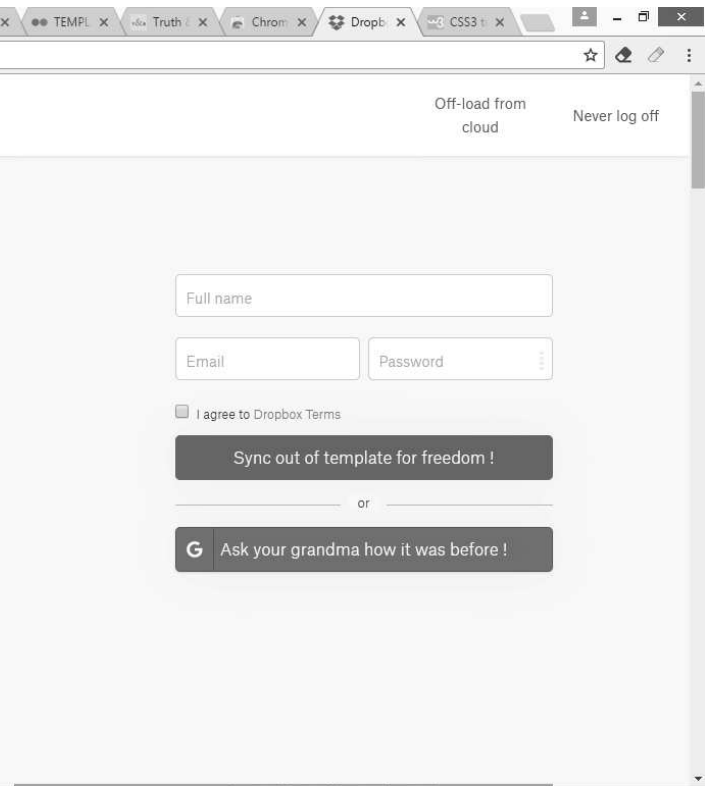 TEMPL
Truth &
Chrom
Dropb
CSS3 t
Off-load from
cloud
Never log off
Full name
Email
Password
I agree to Dropbox Terms
Sync out of template for freedom !
or
G
Ask your grandma how it was before !